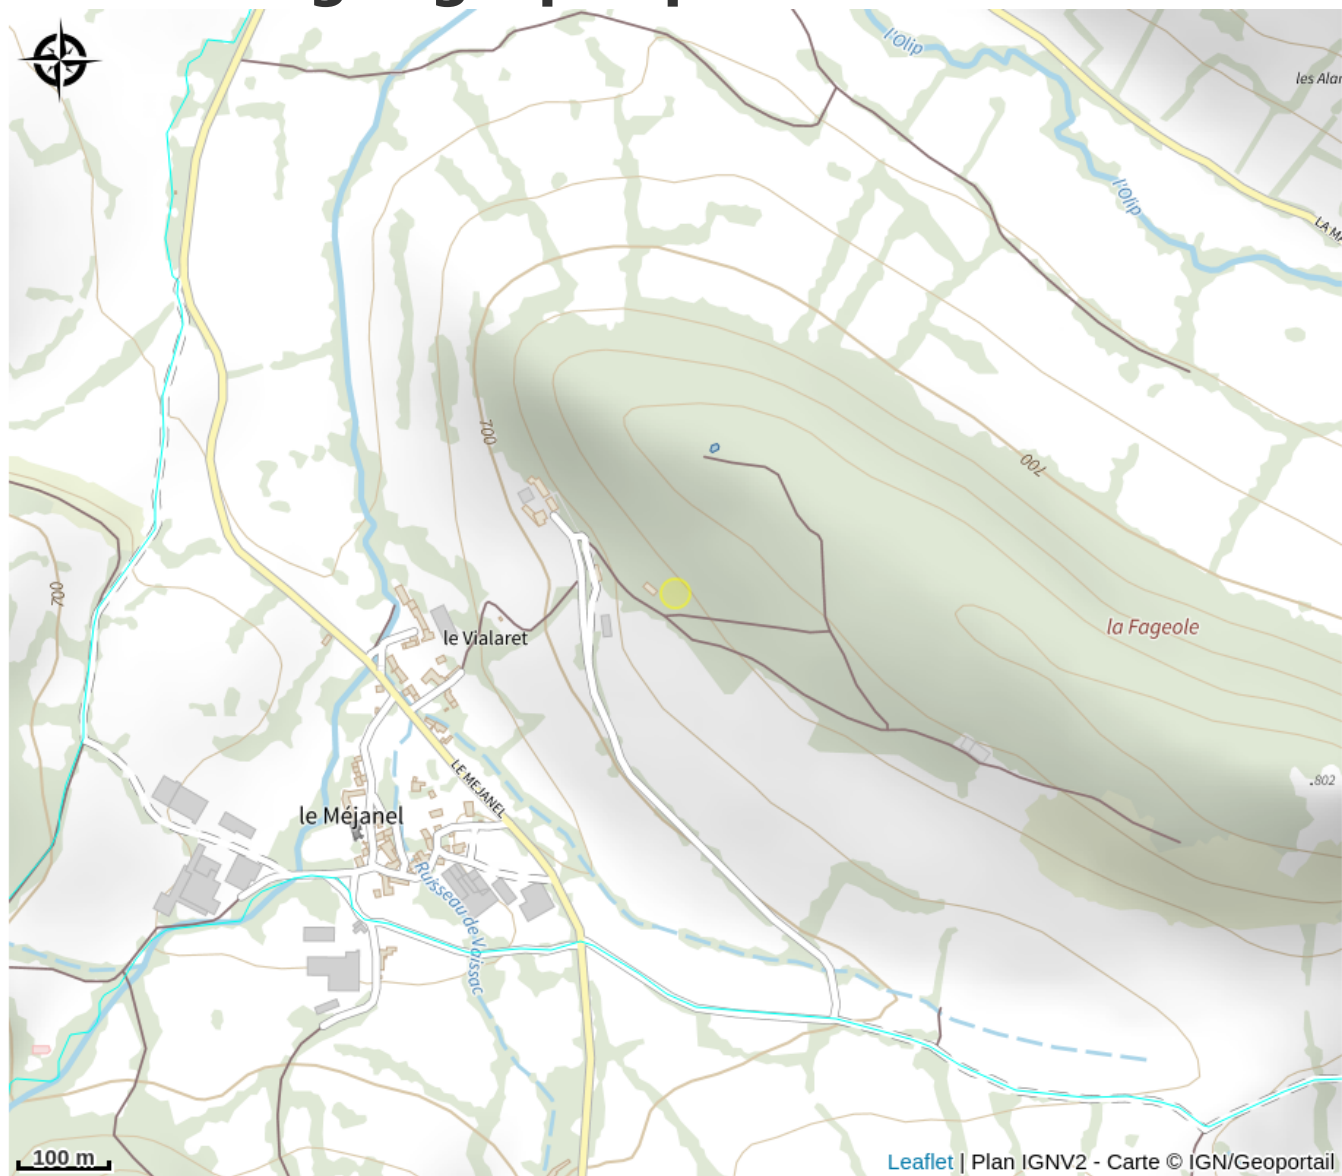 l'Olip
les Alar
l'Olip
LA MA
700
700
700
le Vialaret
la Fageole
LE MEJANEL
.802
le Méjanel
Ruisseau de Vaissac
100 m
Leaflet | Plan IGNV2 - Carte © IGN/Geoportail